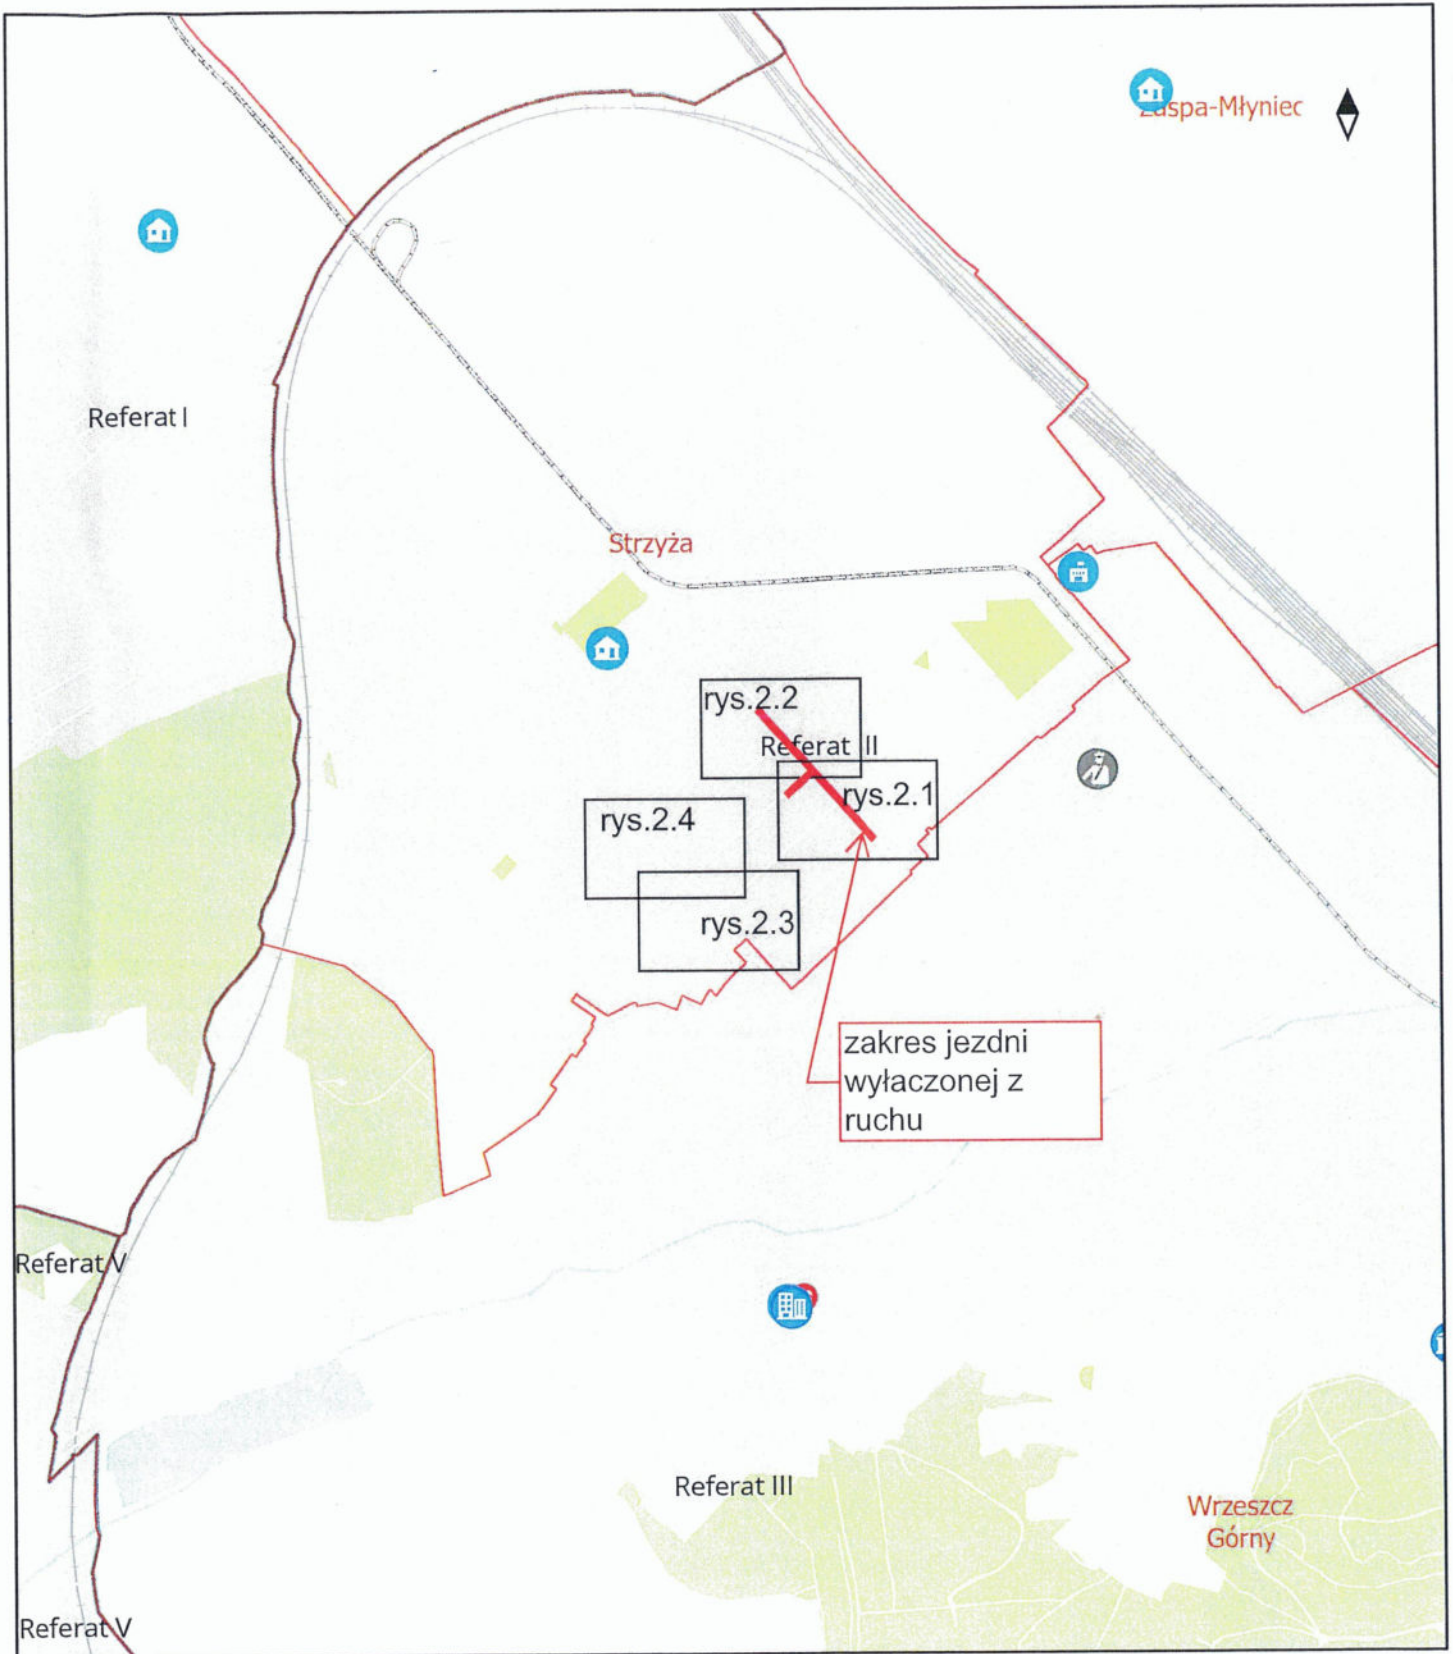 Zaspa-Młyniec
Referat I
Strzyża
rys.2.2
Referat II
rys.2.1
rys.2.4
rys.2.3
zakres jezdni
wyłaczonej z
ruchu
Referat V
Referat III
Wrzeszcz
Górny
Referat V